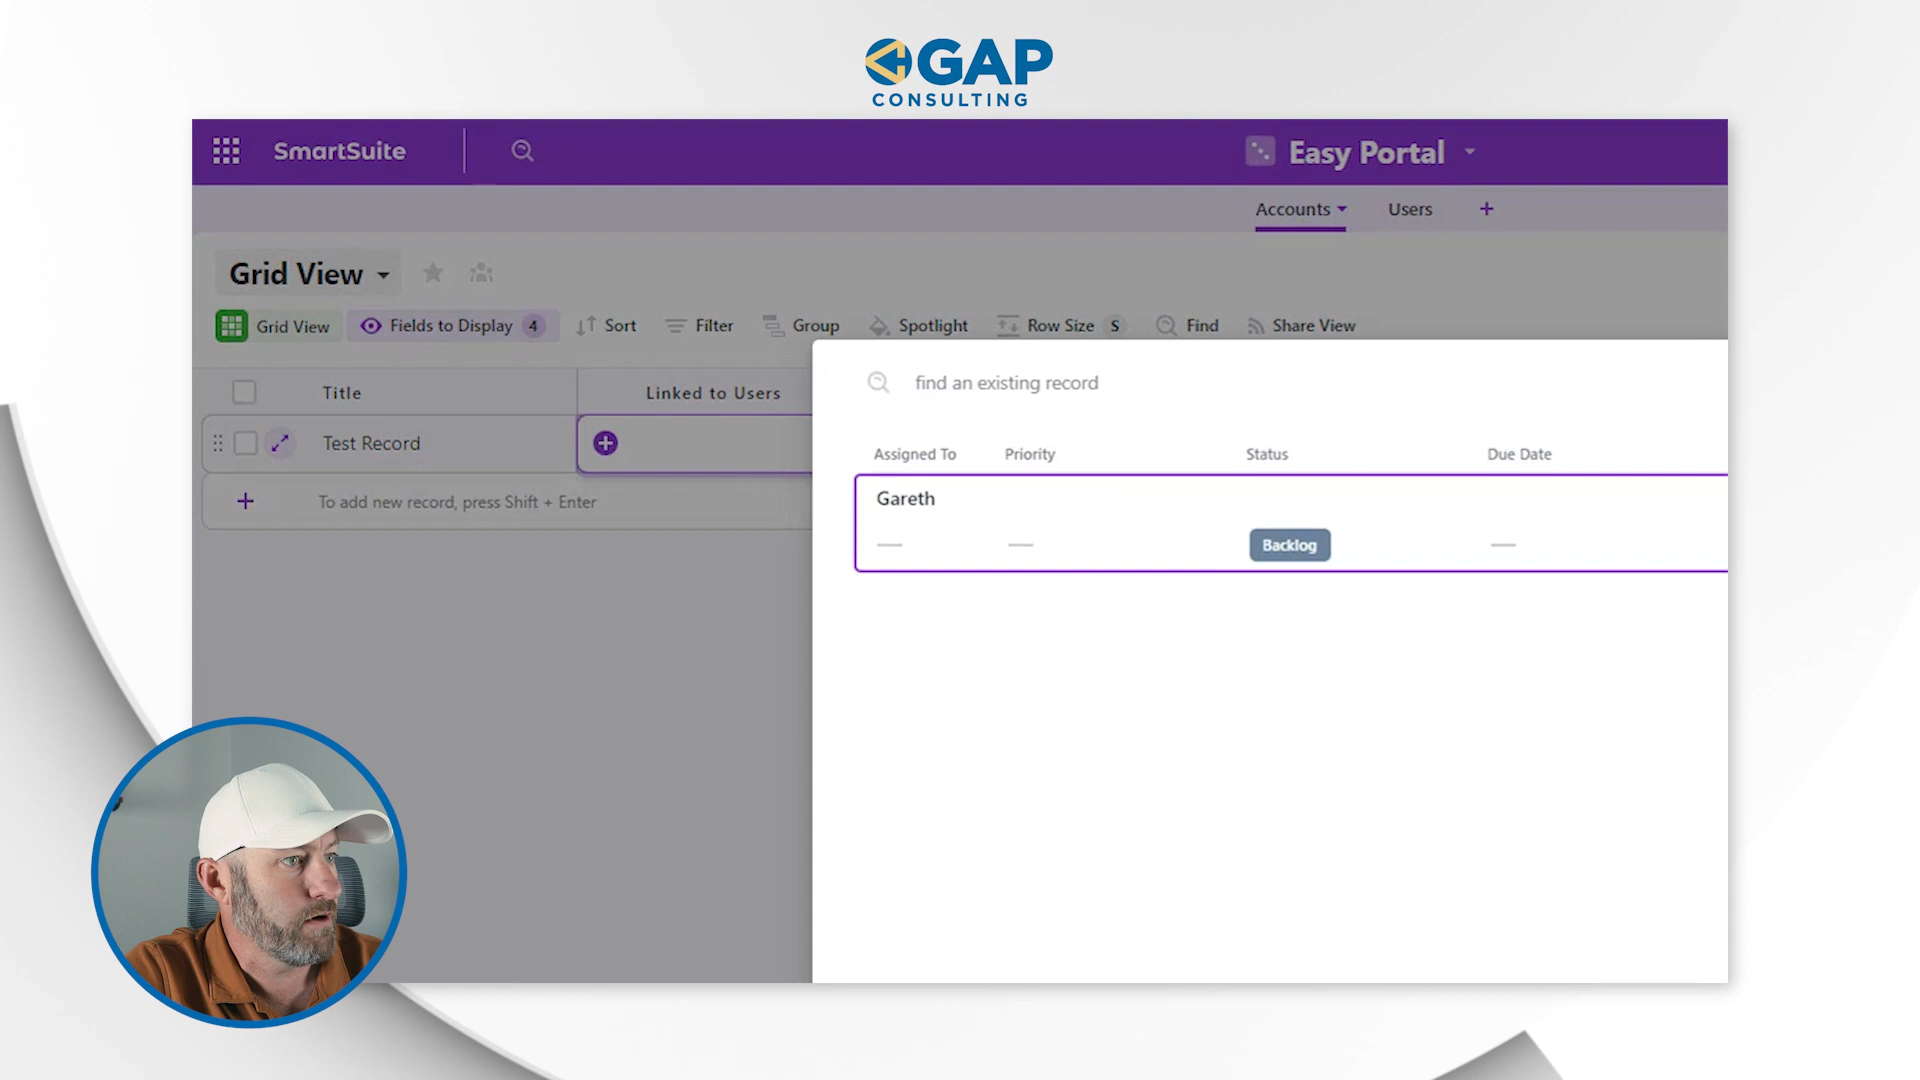 GAP
CONSULTING
SmartSuite
Easy Portal
Accounts
Users
Grid View
Grid View
Fields to Display 4
Sort
Filter
Group
Spotlight
Row Size S
Find
Share View
Title
Linked to Users
find an existing record
Test Record
Assigned To
Priority
Status
Due Date
Gareth
Backlog
To add new record, press Shift + Enter